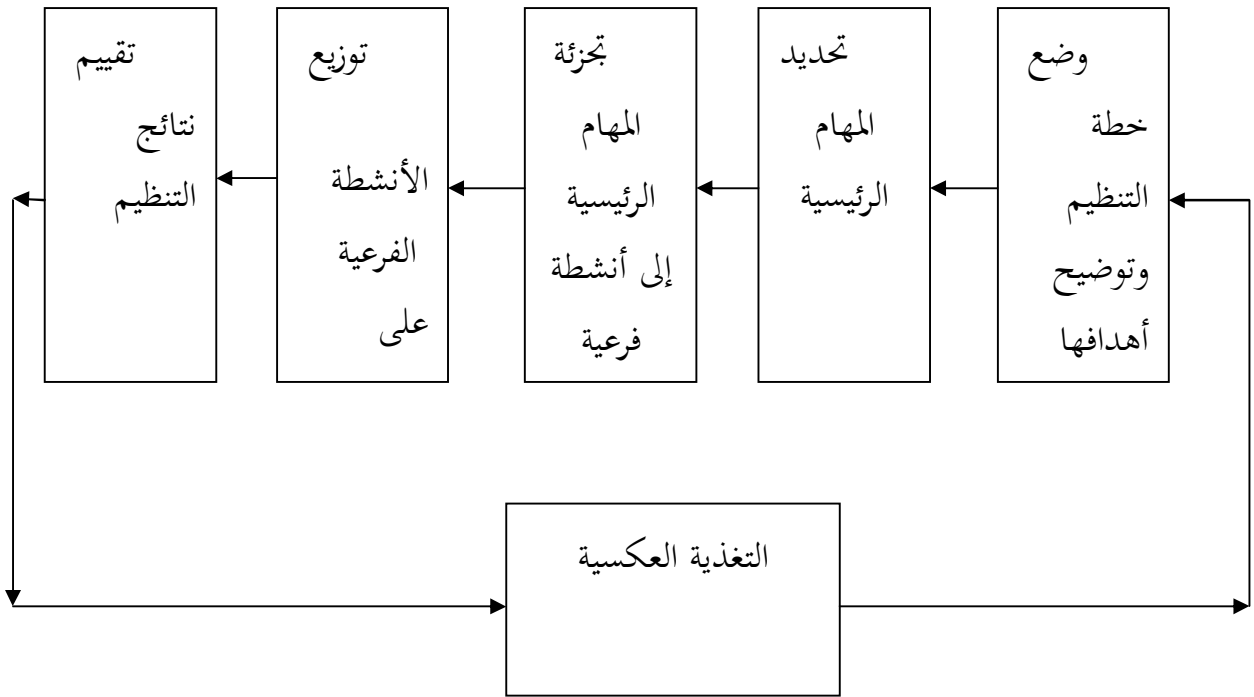 وضع
خطة
التنظيم
وتوضيح
أهدافها
تحديد
المهام
الرئيسية
تجزئة
المهام
الرئيسية
إلى أنشطة
فرعية
توزيع
الأنشطة
الفرعية
على
تقييم
نتائج
التنظيم
التغذية العكسية